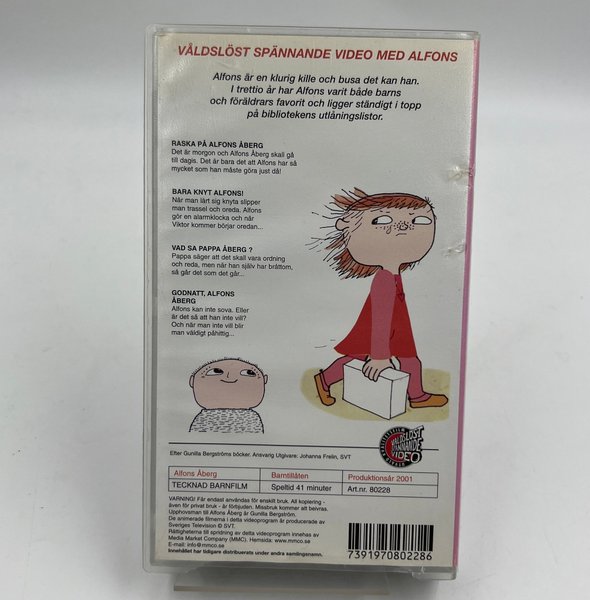 VÅLDSLÖST SPÄNNANDE VIDEO MED ALFONS
Alfons är en klurig kille och busa det kan han.
I trettio år har Alfons varit både barns
och föräldrars favorit och ligger ständigt i topp
på bibliotekens utlåningslistor.
RASKA PÅ ALFONS ÅBERG
Det är morgon och Alfons Åberg skall gå
till dagis. Det är bara det att Alfons har så
mycket som han måste göra just då!
BARA KNYT ALFONS!
När man lärt sig knyta slipper
man trassel och oreda. Alfons
gör en alarmklocka och när
Viktor kommer börjar oredan...
VAD SA PAPPA ÅBERG ?
Pappa säger att det skall vara ordning
och reda, men när han själv har bråttom,
så går det som det går...
GODNATT, ALFONS
ÅBERG
Alfons kan inte sova. Eller
är det så att han inte vill?
Och när man inte vill blir
man väldigt påhittig...
VÅLDSLÖST
SPÄNNANDE
VIDEO
Efter Gunilla Bergströms böcker. Ansvarig Utgivare: Johanna Frelin, SVT
Alfons Åberg Barntillåten Produktionsår 2001
TECKNAD BARNFILM Speltid 41 minuter Art.nr. 80228
VARNING! Får endast användas för enskilt bruk. All kopiering -
även för privat bruk - är förbjuden. Missbruk kommer att beivras.
Upphovsman till Alfons Åberg är Gunilla Bergström.
De animerade filmerna i detta videoprogram är producerade av
Sveriges Television © SVT.
Rättigheterna till spridning av detta videoprogram innehas av
Media Market Company (MMC). Hemsida: www.mmco.se
E-mail: info@mmco.se
Innehållet har tidigare distribuerats under andra samlingsnamn.
7391970802286